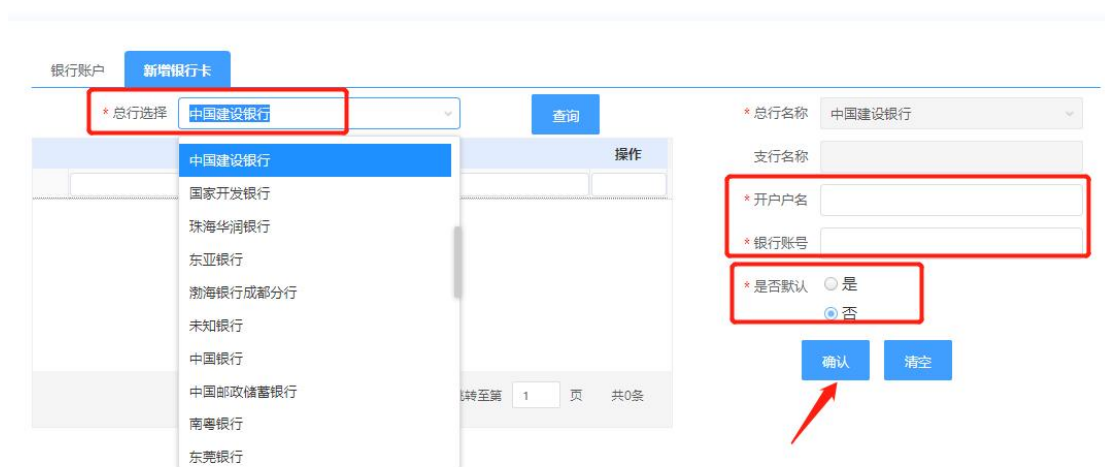 银行账户 新增银行卡
* 总行选择 中国建设银行 查询
操作
中国建设银行
国家开发银行
珠海华润银行
东亚银行
渤海银行成都分行
未知银行
中国银行
中国邮政储蓄银行
南粤银行
东莞银行
转至第 1 页 共0条
* 总行名称 中国建设银行
支行名称
* 开户户名
* 银行账号
* 是否默认 是
否
确认 清空